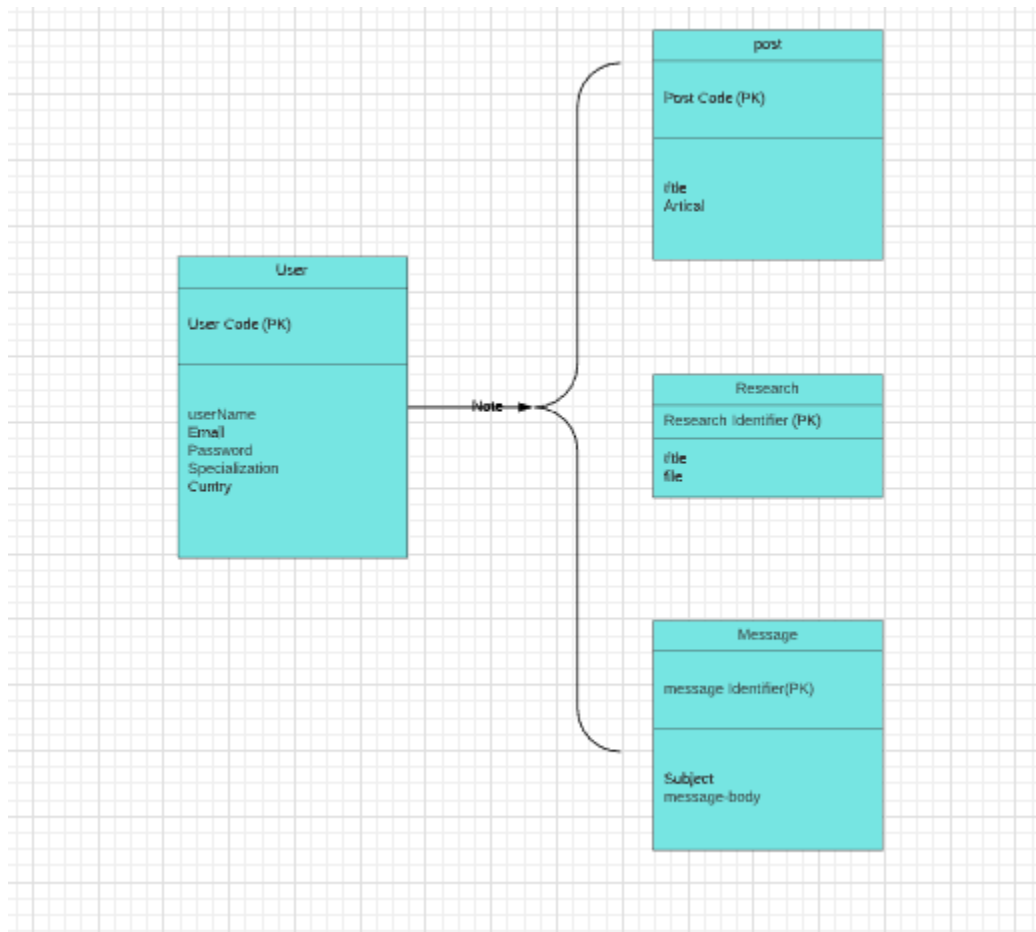 User
User Code (PK)
userName
Email
Password
Specialization
Cuntry
Note
post
Post Code (PK)
title
Artical
Research
Research Identifier (PK)
title
file
Message
message Identifier(PK)
Subject
message-body